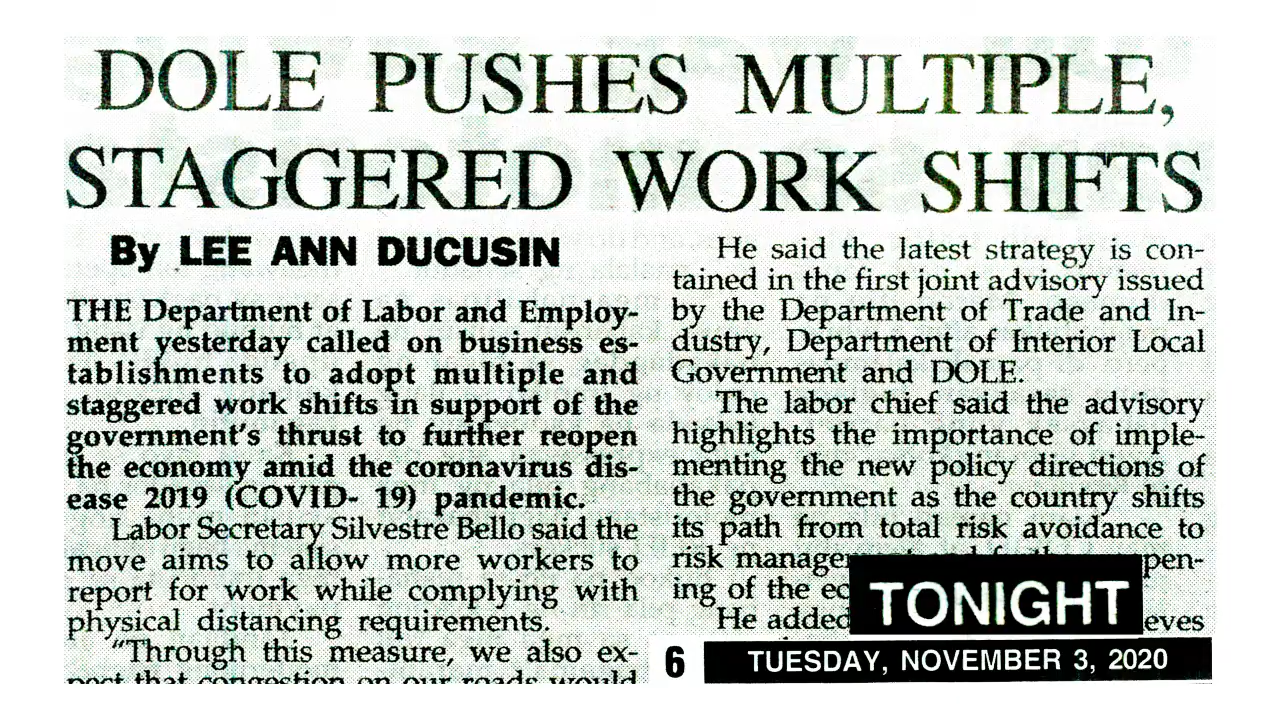 DOLE PUSHES MULTIPLE,
STAGGERED WORK SHIFTS
By LEE ANN DUCUSIN
THE Department of Labor and Employ-
ment yesterday called on business es-
tablishments to adopt multiple and
staggered work shifts in support of the
government's thrust to further reopen
the economy amid the coronavirus dis-
ease 2019 (COVID- 19) pandemic.
Labor Secretary Silvestre Bello said the
move aims to allow more workers to
report for work while complying with
physical distancing requirements.
"Through this measure, we also ex-
pect that congestion on our roads would
He said the latest strategy is con-
tained in the first joint advisory issued
by the Department of Trade and In-
dustry, Department of Interior Local
Government and DOLE.
The labor chief said the advisory
highlights the importance of imple-
menting the new policy directions of
the government as the country shifts
its path from total risk avoidance to
risk
ing of the
He added
TONIGHT
6 TUESDAY, NOVEMBER 3, 2020